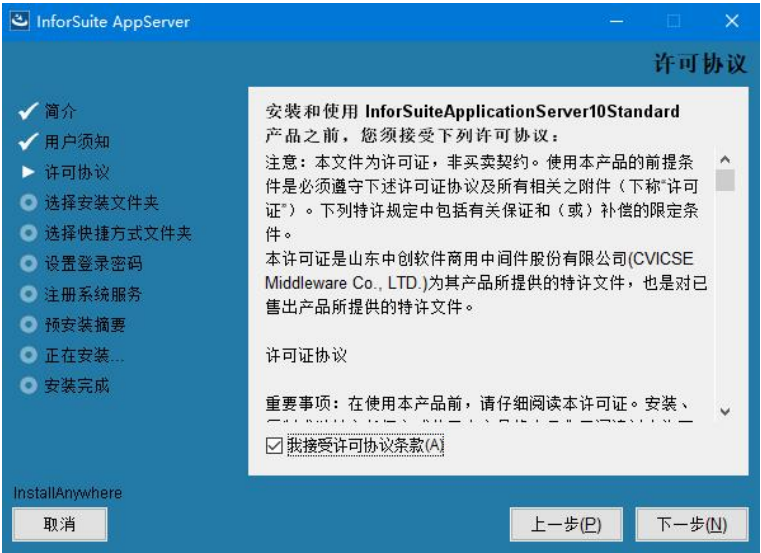 InforSuite AppServer
许可协议
简介
用户须知
许可协议
选择安装文件夹
选择快捷方式文件夹
设置登录密码
注册系统服务
预安装摘要
正在安装...
安装完成
安装和使用 InforSuiteApplicationServer10Standard
产品之前，您须接受下列许可协议：
注意：本文件为许可证，非买卖契约。使用本产品的前提条
件是必须遵守下述许可证协议及所有相关之附件（下称“许可
证”）。下列特许规定中包括有关保证和（或）补偿的限定条
件。
本许可证是山东中创软件商用中间件股份有限公司(CVICSE
Middleware Co., LTD.)为其产品所提供的特许文件，也是对已
售出产品所提供的特许文件。
许可证协议
重要事项：在使用本产品前，请仔细阅读本许可证。安装、
我接受许可协议条款(A)
InstallAnywhere
取消
上一步(P)
下一步(N)